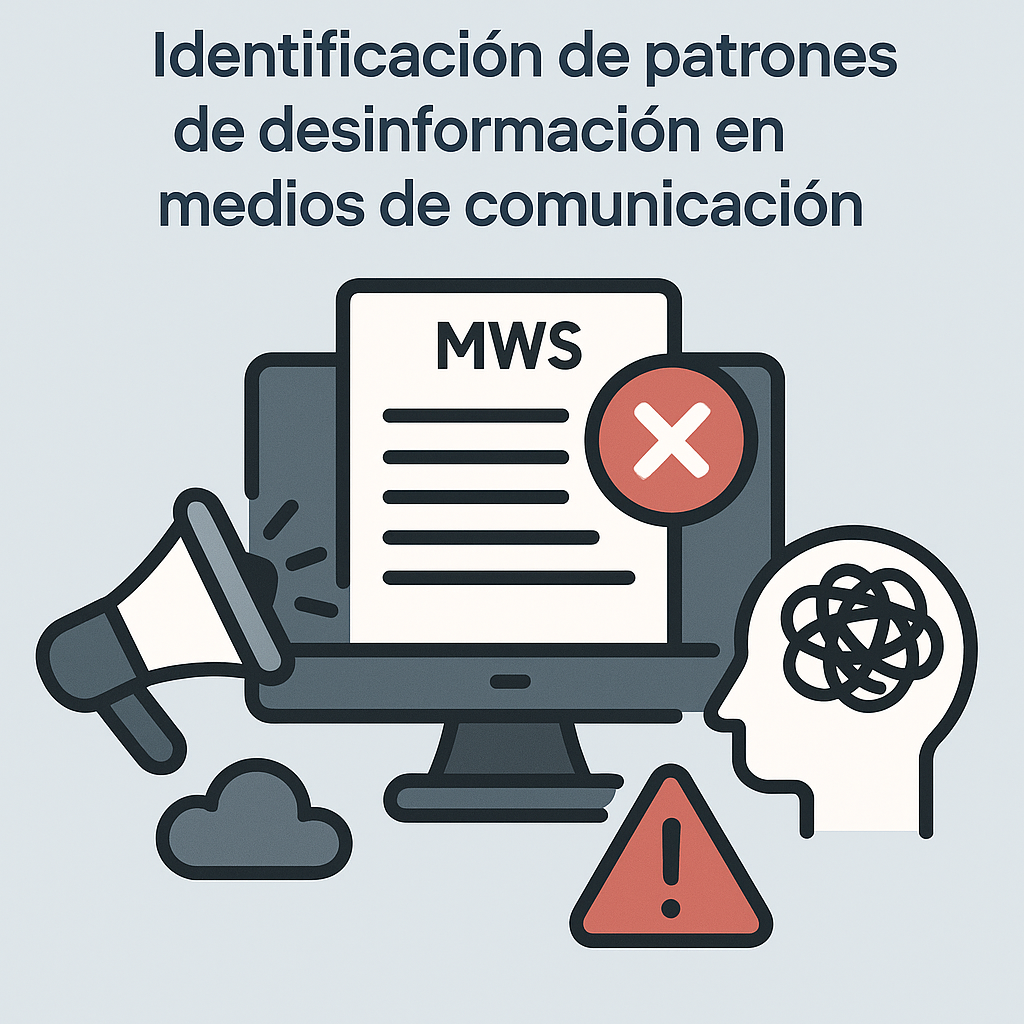 Identificación de patrones
de desinformación en
medios de comunicación
MWS